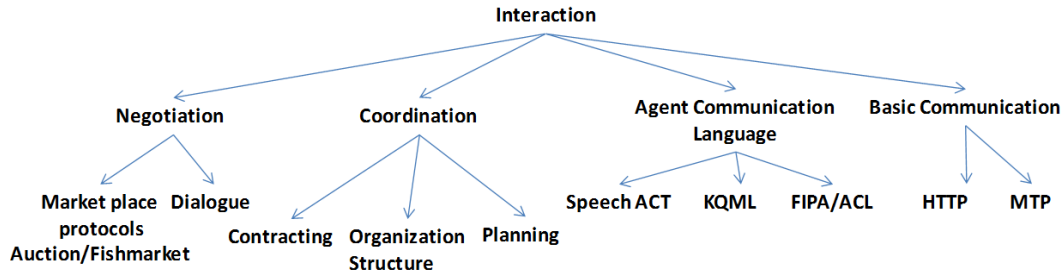 Interaction
Negotiation
Coordination
Agent Communication
Language
Basic Communication
Market place
protocols
Auction/Fishmarket
Dialogue
Contracting
Organization
Structure
Planning
Speech ACT
KQML
FIPA/ACL
HTTP
MTP